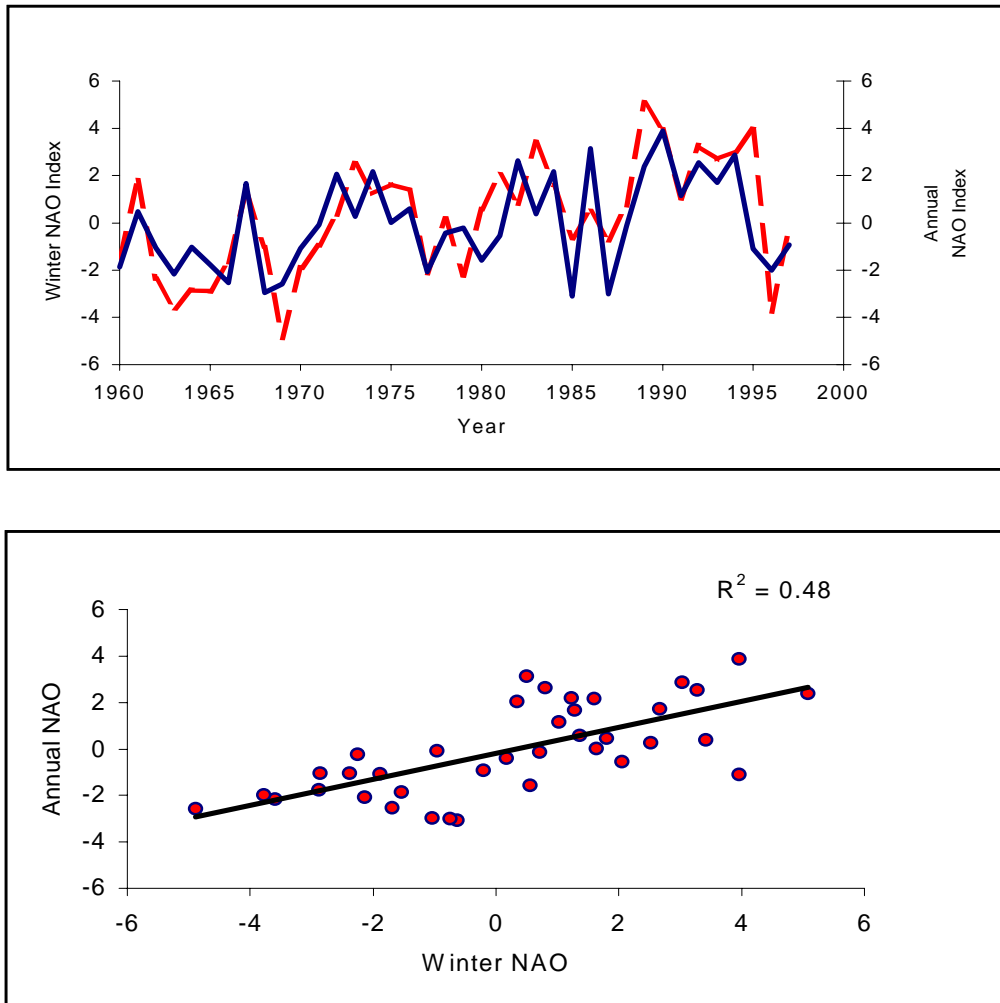 Winter NAO Index
6
4
2
0
-2
-4
-6
6
4
2
0
-2
-4
-6
Annual
NAO Index
1960 1965 1970 1975 1980 1985 1990 1995 2000
Year
R² = 0.48
Annual NAO
6
4
2
0
-2
-4
-6
-6 -4 -2 0 2 4 6
Winter NAO